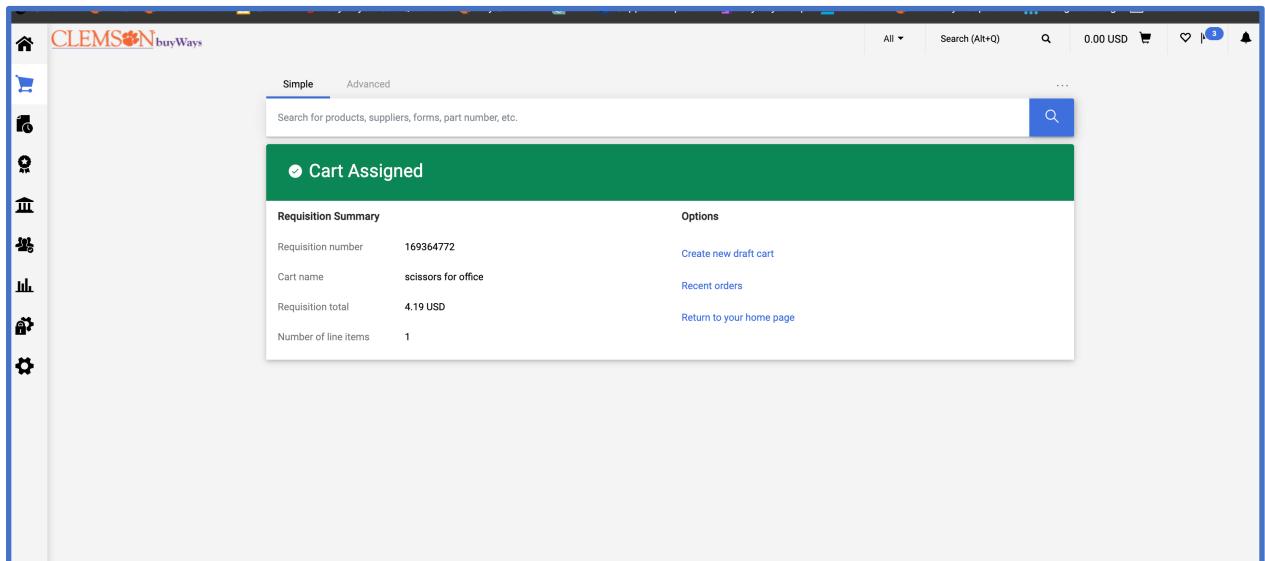 CLEMSON buyWays
All
Search (Alt+Q)
0.00 USD
3
Simple Advanced
...
Search for products, suppliers, forms, part number, etc.
Cart Assigned
Requisition Summary
Requisition number 169364772
Cart name scissors for office
Requisition total 4.19 USD
Number of line items 1
Options
Create new draft cart
Recent orders
Return to your home page